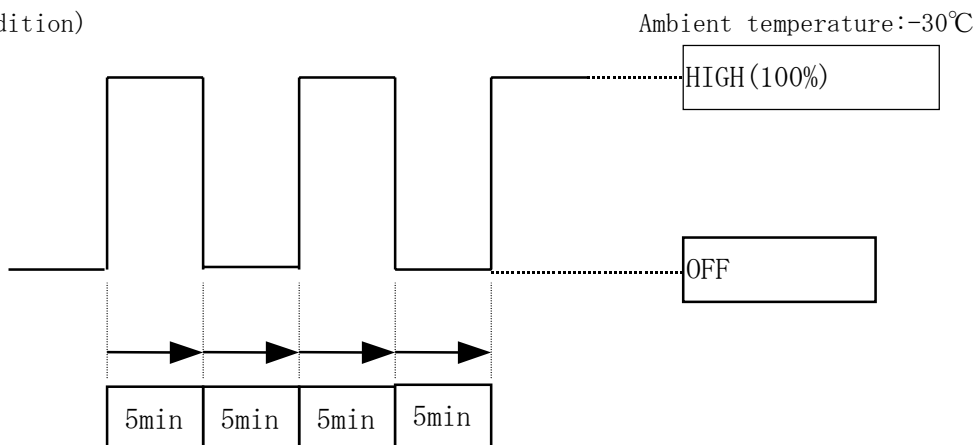 dition) Ambient temperature:-30℃
HIGH(100%)
OFF
5min 5min 5min 5min